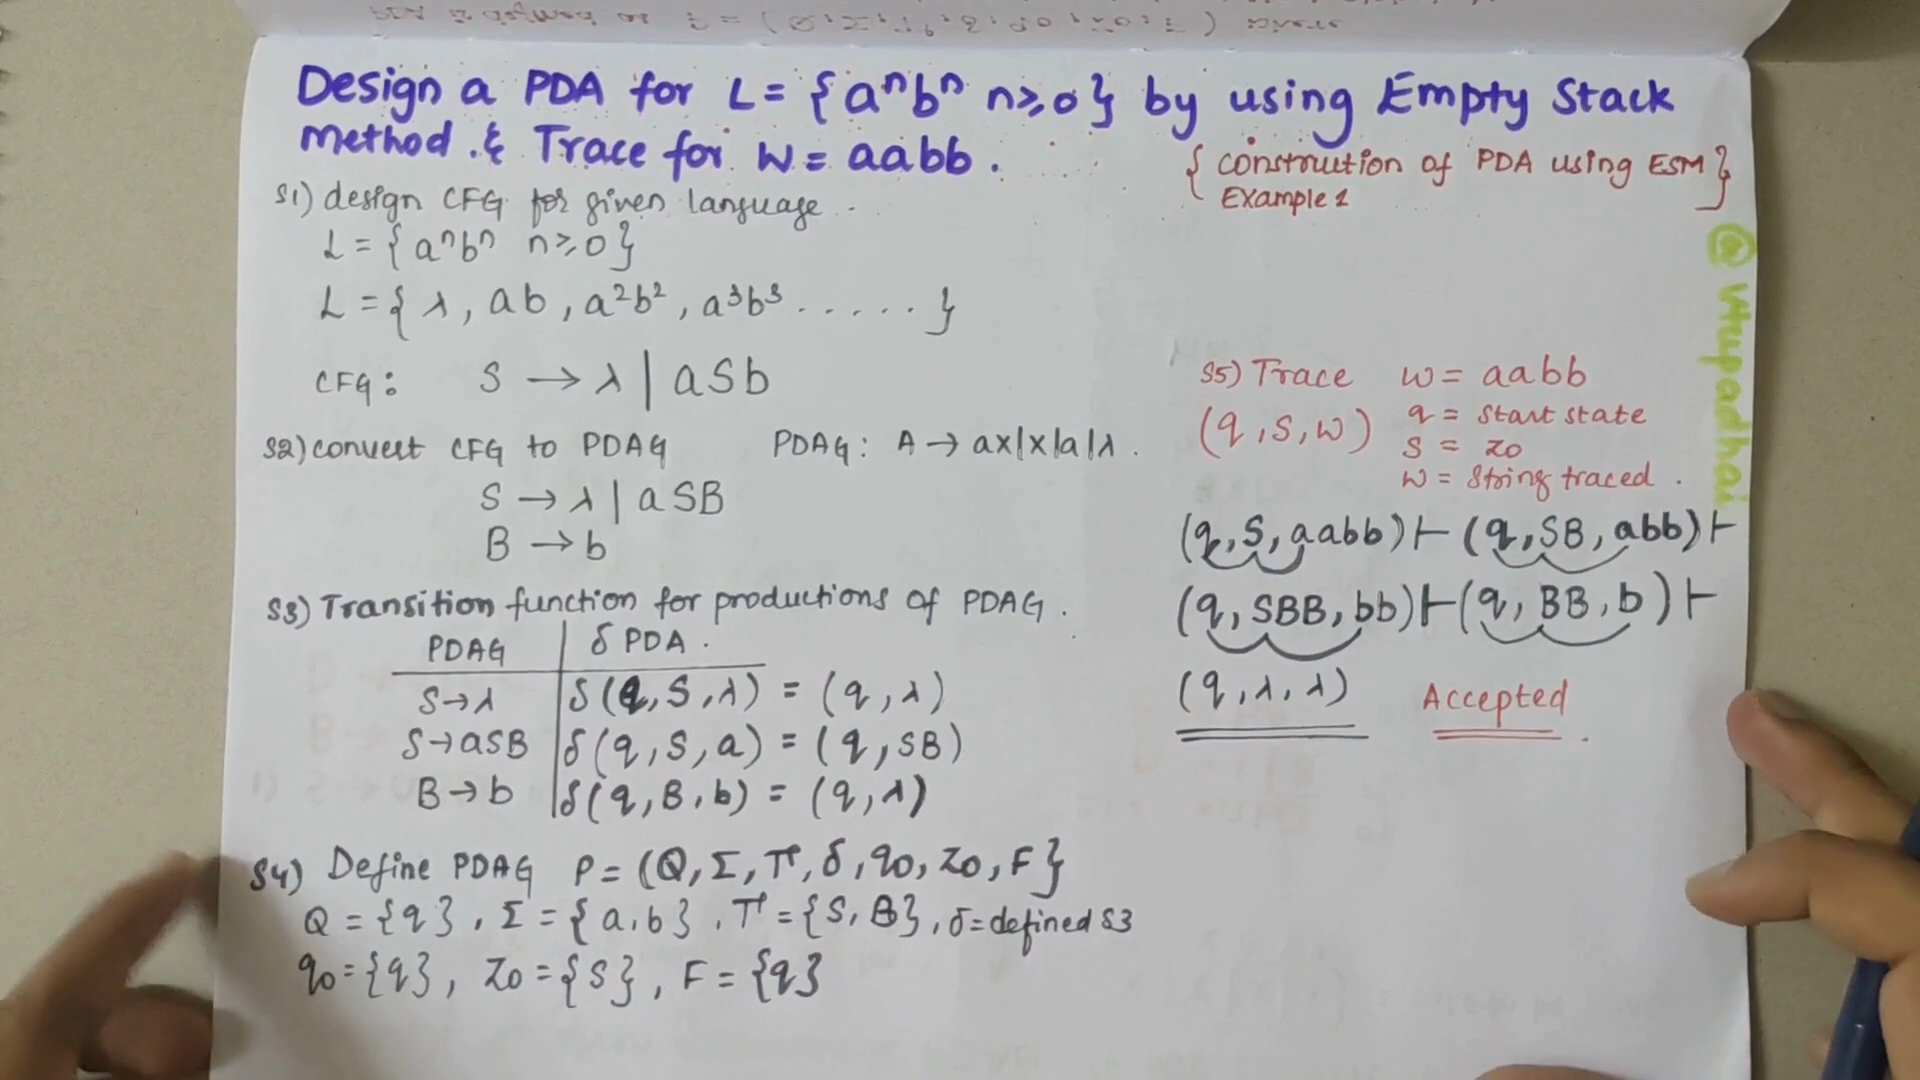 Design a PDA for L = {aⁿbⁿ n≥0} by using Empty Stack
method. & Trace for w = aabb.
{ construction of PDA using ESM }
Example 1
S1) design CFG for given language.
L = {aⁿbⁿ n≥0}
L = {λ, ab, a²b², a³b³ ......}
CFG: S → λ | aSb
S2) convert CFG to PDAG PDAG: A → ax|x|a|λ.
S → λ | aSB
B → b
S3) Transition function for productions of PDAG.
PDAG | δ PDA.
S→λ | δ(q,S,λ) = (q,λ)
S→aSB | δ(q,S,a) = (q,SB)
B→b | δ(q,B,b) = (q,λ)
S4) Define PDAG P = (Q,Σ,Γ,δ,q0,z0,F}
Q = {q}, Σ = {a,b}, Γ = {S,B}, δ=defined S3
q0={q}, z0={S}, F={q}
S5) Trace w = aabb
(q,S,w) q = start state
S = z0
w = string traced.
(q,S,aabb) ⊢ (q,SB,abb) ⊢
(q,SBB,bb) ⊢ (q,BB,b) ⊢
(q,λ,λ) Accepted.